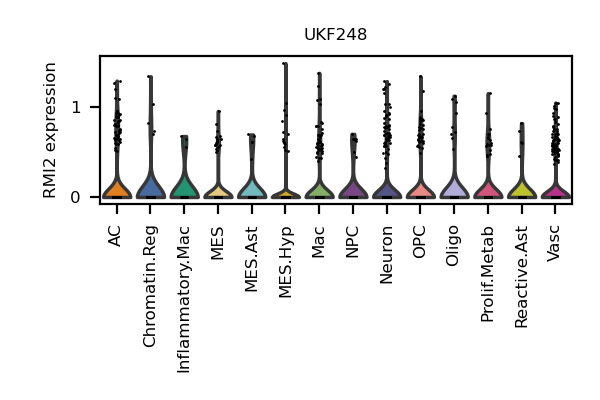 UKF248
RMI2 expression
1
0
AC
Chromatin.Reg
Inflammatory.Mac
MES
MES.Ast
MES.Hyp
Mac
NPC
Neuron
OPC
Oligo
Prolif.Metab
Reactive.Ast
Vasc